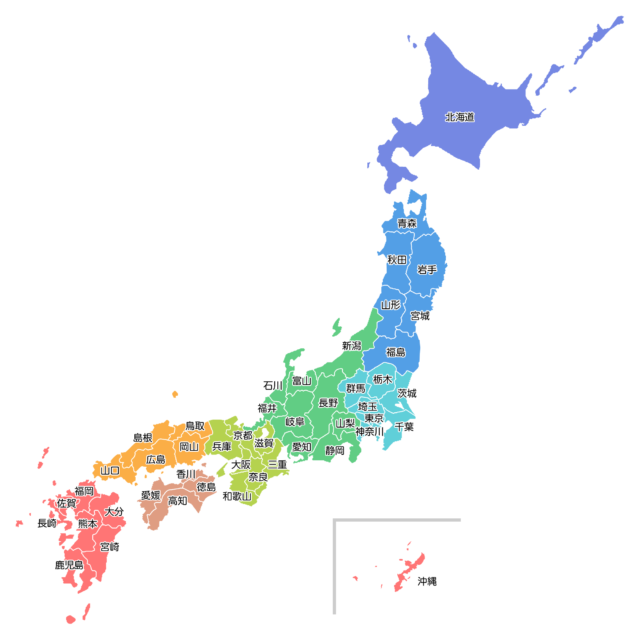 北海道
青森
秋田
岩手
山形
宮城
福島
新潟
栃木
群馬
茨城
埼玉
東京
千葉
神奈川
石川
富山
長野
福井
岐阜
山梨
愛知
静岡
京都
滋賀
兵庫
大阪
三重
奈良
和歌山
鳥取
島根
岡山
広島
山口
香川
徳島
愛媛
高知
福岡
佐賀
大分
長崎
熊本
宮崎
鹿児島
沖縄